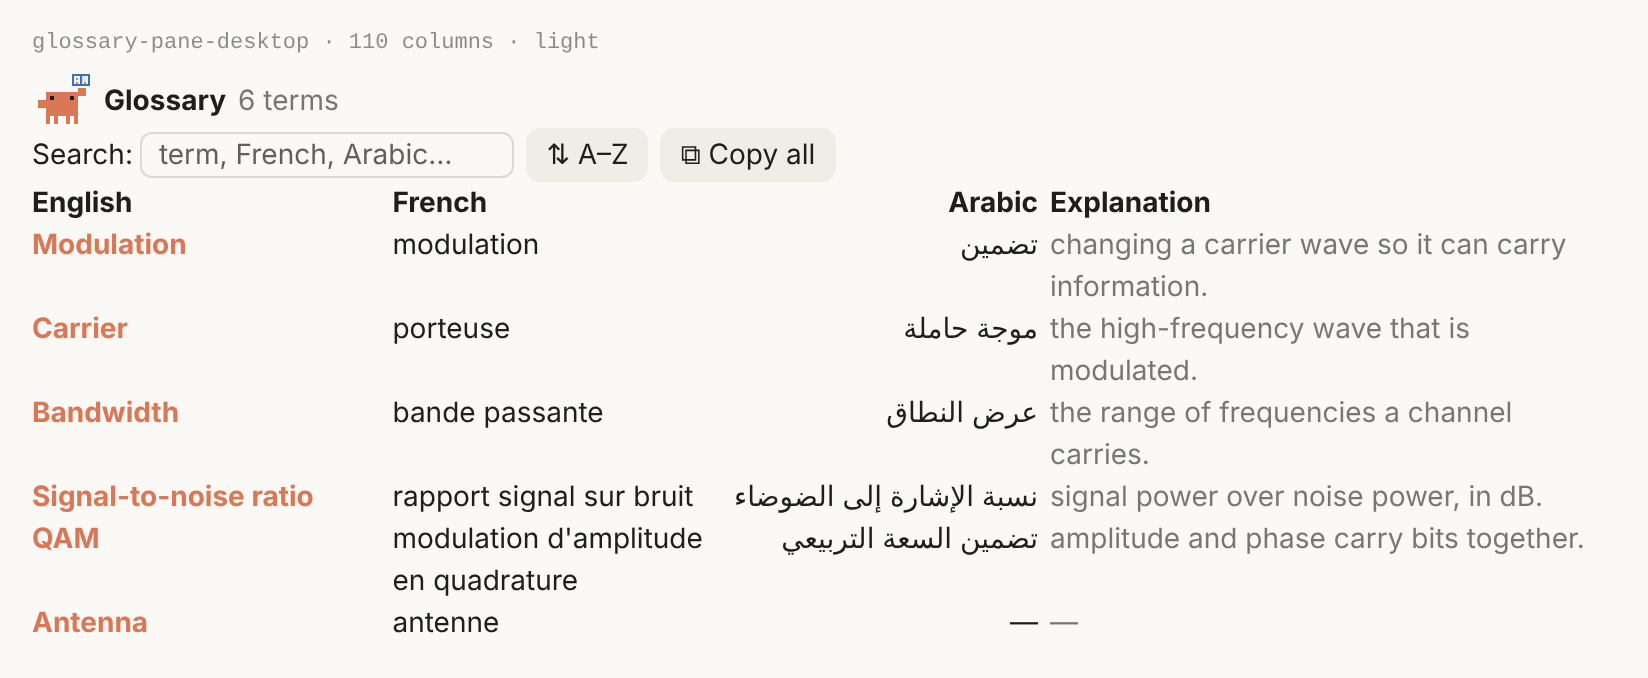 glossary-pane-desktop · 110 columns · light
Glossary 6 terms
Search: term, French, Arabic... ⇅ A–Z ⧉ Copy all
English French Arabic Explanation
Modulation modulation تضمين changing a carrier wave so it can carry
information.
Carrier porteuse موجة حاملة the high-frequency wave that is
modulated.
Bandwidth bande passante عرض النطاق the range of frequencies a channel
carries.
Signal-to-noise ratio rapport signal sur bruit نسبة الإشارة إلى الضوضاء signal power over noise power, in dB.
QAM modulation d'amplitude تضمين السعة التربيعي amplitude and phase carry bits together.
en quadrature
Antenna antenne — —